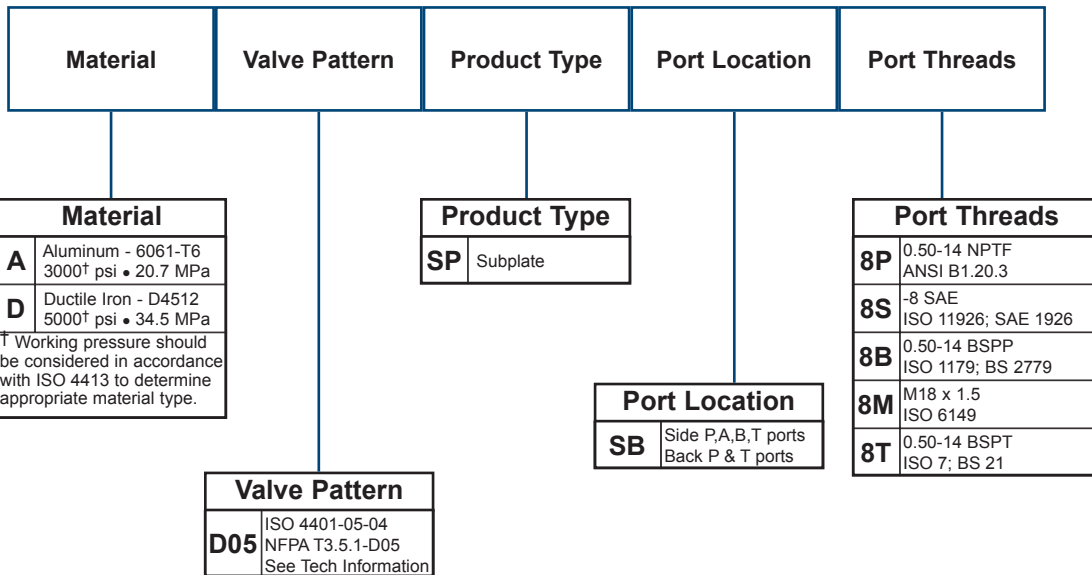 Material
Valve Pattern
Product Type
Port Location
Port Threads
Material
A
Aluminum - 6061-T6
3000† psi • 20.7 MPa
D
Ductile Iron - D4512
5000† psi • 34.5 MPa
† Working pressure should
be considered in accordance
with ISO 4413 to determine
appropriate material type.
Valve Pattern
D05
ISO 4401-05-04
NFPA T3.5.1-D05
See Tech Information
Product Type
SP
Subplate
Port Location
SB
Side P,A,B,T ports
Back P & T ports
Port Threads
8P
0.50-14 NPTF
ANSI B1.20.3
8S
-8 SAE
ISO 11926; SAE 1926
8B
0.50-14 BSPP
ISO 1179; BS 2779
8M
M18 x 1.5
ISO 6149
8T
0.50-14 BSPT
ISO 7; BS 21